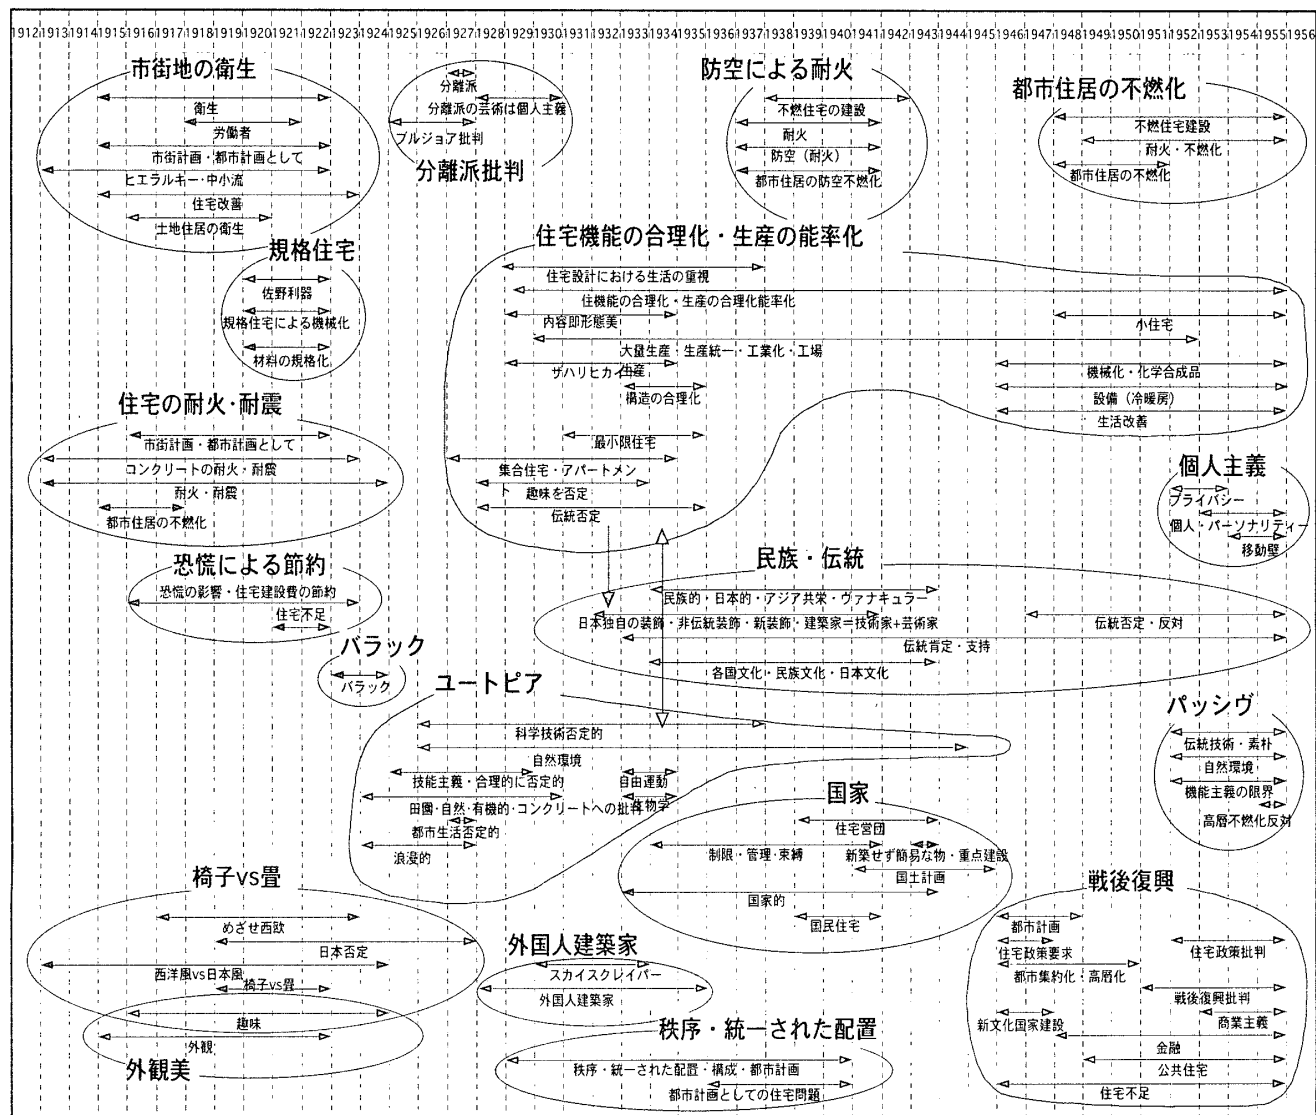 1912 1913 1914 1915 1916 1917 1918 1919 1920 1921 1922 1923 1924 1925 1926 1927 1928 1929 1930 1931 1932 1933 1934 1935 1936 1937 1938 1939 1940 1941 1942 1943 1944 1945 1946 1947 1948 1949 1950 1951 1952 1953 1954 1955 1956
市街地の衛生
衛生
労働者
市街計画・都市計画として
ヒエラルキー・中小流
住宅改善
土地住居の衛生
分離派
分離派の芸術は個人主義
ブルジョア批判
分離派批判
防空による耐火
不燃住宅の建設
耐火
防空（耐火）
都市住居の防空不燃化
都市住居の不燃化
不燃住宅建設
耐火・不燃化
都市住居の不燃化
規格住宅
佐野利器
規格住宅による機械化
材料の規格化
住宅機能の合理化・生産の能率化
住宅設計における生活の重視
住機能の合理化・生産の合理化能率化
内容即形態美
小住宅
大量生産・生産統一・工業化・工場
生産
ザハリヒカイト
機械化・化学合成品
構造の合理化
設備（冷暖房）
生活改善
最小限住宅
集合住宅・アパートメン
ト
趣味を否定
伝統否定
住宅の耐火・耐震
市街計画・都市計画として
コンクリートの耐火・耐震
耐火・耐震
都市住居の不燃化
個人主義
プライバシー
個人・パーソナリティー
移動壁
恐慌による節約
恐慌の影響・住宅建設費の節約
住宅不足
民族・伝統
民族的・日本的・アジア共栄・ヴァナキュラー
日本独自の装飾・非伝統装飾・新装飾・建築家＝技術家+芸術家
伝統否定・反対
伝統肯定・支持
各国文化・民族文化・日本文化
バラック
バラック
ユートピア
科学技術否定的
自然環境
技能主義・合理的に否定的
自由運動
田園・自然・有機的・コンクリートへの批判
生物学
都市生活否定的
浪漫的
パッシヴ
伝統技術・素朴
自然環境
機能主義の限界
高層不燃化反対
国家
住宅営団
制限・管理・束縛
新築せず簡易な物・重点建設
国土計画
国家的
国民住宅
椅子vs畳
めざせ西欧
日本否定
西洋風vs日本風
椅子vs畳
趣味
外観
外観美
外国人建築家
スカイスクレイパー
外国人建築家
秩序・統一された配置
秩序・統一された配置・構成・都市計画
都市計画としての住宅問題
戦後復興
都市計画
住宅政策要求
住宅政策批判
都市集約化・高層化
戦後復興批判
新文化国家建設
商業主義
金融
公共住宅
住宅不足